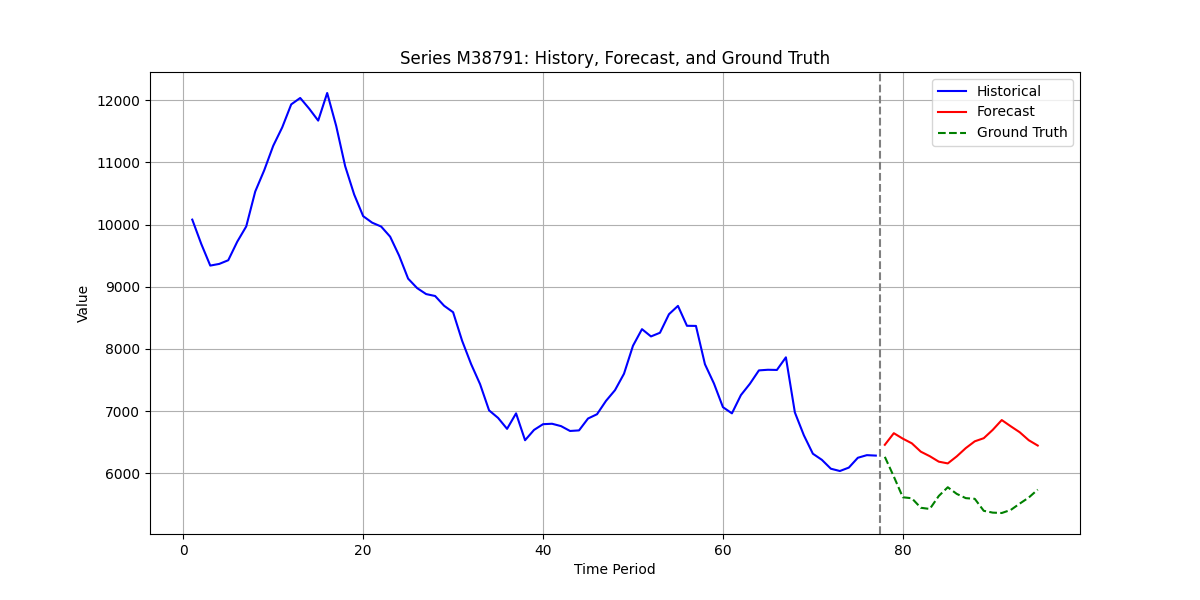 Series M38791: History, Forecast, and Ground Truth
Historical
Forecast
Ground Truth
12000
11000
10000
9000
8000
7000
6000
Value
0 20 40 60 80
Time Period